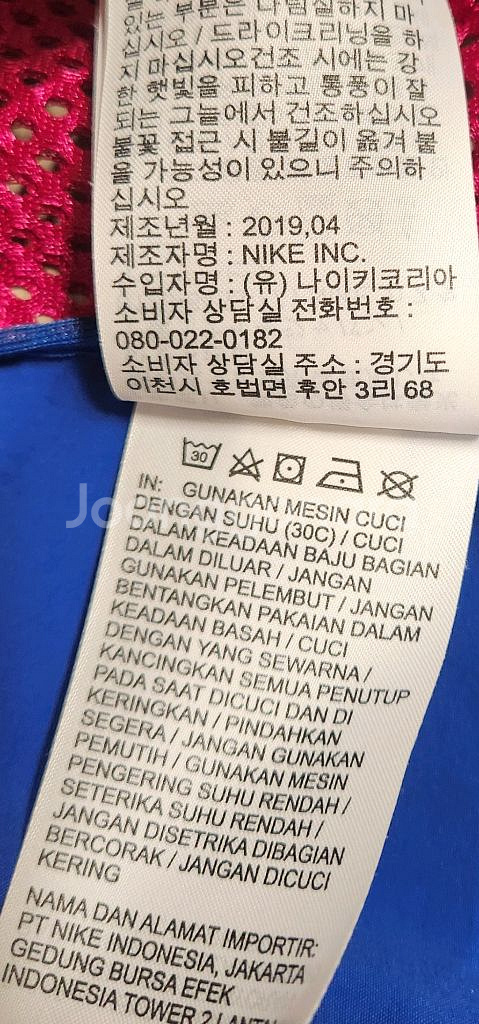 있는 부분은 다림질하지 마
십시오 / 드라이크리닝을 하
지 마십시오건조 시에는 강
한 햇빛을 피하고 통풍이 잘
되는 그늘에서 건조하십시오
불꽃 접근 시 불길이 옮겨 붙
을 가능성이 있으니 주의하
십시오
제조년월 : 2019,04
제조자명 : NIKE INC.
수입자명 : (유) 나이키코리아
소비자 상담실 전화번호 :
080-022-0182
소비자 상담실 주소 : 경기도
이천시 호법면 후안 3리 68
30
IN: GUNAKAN MESIN CUCI
DENGAN SUHU (30C) / CUCI
DALAM KEADAAN BAJU BAGIAN
DALAM DILUAR / JANGAN
GUNAKAN PELEMBUT / JANGAN
BENTANGKAN PAKAIAN DALAM
KEADAAN BASAH / CUCI
DENGAN YANG SEWARNA /
KANCINGKAN SEMUA PENUTUP
PADA SAAT DICUCI DAN DI
KERINGKAN / PINDAHKAN
SEGERA / JANGAN GUNAKAN
PEMUTIH / GUNAKAN MESIN
PENGERING SUHU RENDAH /
SETERIKA SUHU RENDAH /
JANGAN DISETRIKA DIBAGIAN
BERCORAK / JANGAN DICUCI
KERING
NAMA DAN ALAMAT IMPORTIR:
PT NIKE INDONESIA, JAKARTA
GEDUNG BURSA EFEK
INDONESIA TOWER 2